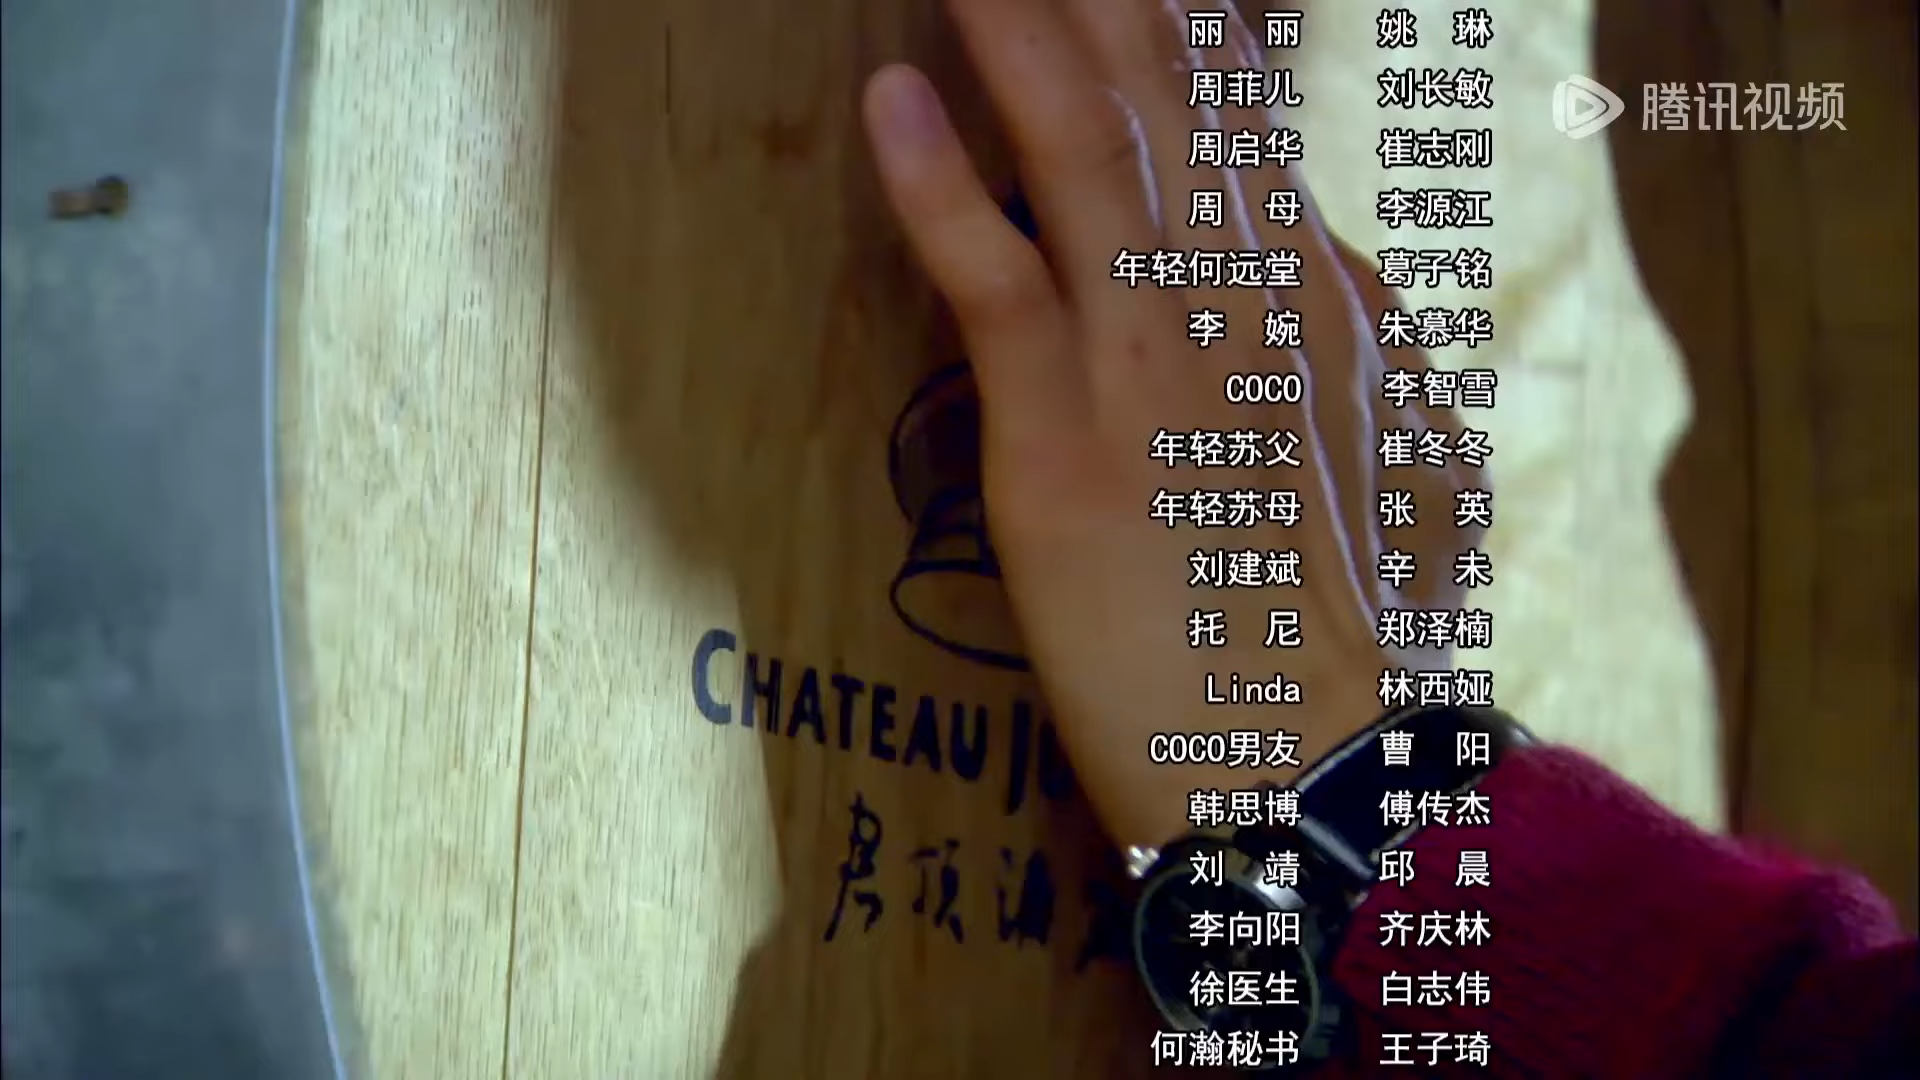 丽　丽　　姚　琳
周菲儿　　刘长敏
腾讯视频
周启华　　崔志刚
周　母　　李源江
年轻何远堂　　葛子铭
李　婉　　朱慕华
COCO　　李智雪
年轻苏父　　崔冬冬
年轻苏母　　张　英
刘建斌　　辛　未
托　尼　　郑泽楠
Linda　　林西娅
COCO男友　　曹　阳
韩思博　　傅传杰
刘　靖　　邱　晨
李向阳　　齐庆林
徐医生　　白志伟
何瀚秘书　　王子琦
CHATEAU
君顶酒